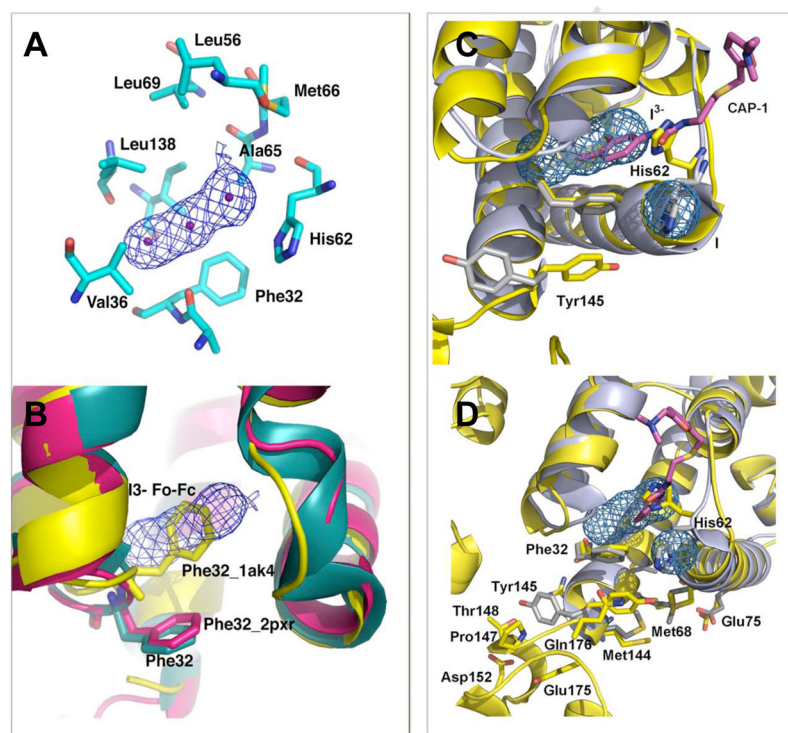 A
Leu56
Leu69
Met66
Leu138
Ala65
His62
Val36
Phe32
B
I3- Fo-Fc
Phe32_1ak4
Phe32_2pxr
Phe32
C
I3-
CAP-1
His62
I
Tyr145
D
His62
Phe32
Tyr145
Thr148
Glu75
Pro147
Gln176
Met68
Met144
Asp152
Glu175